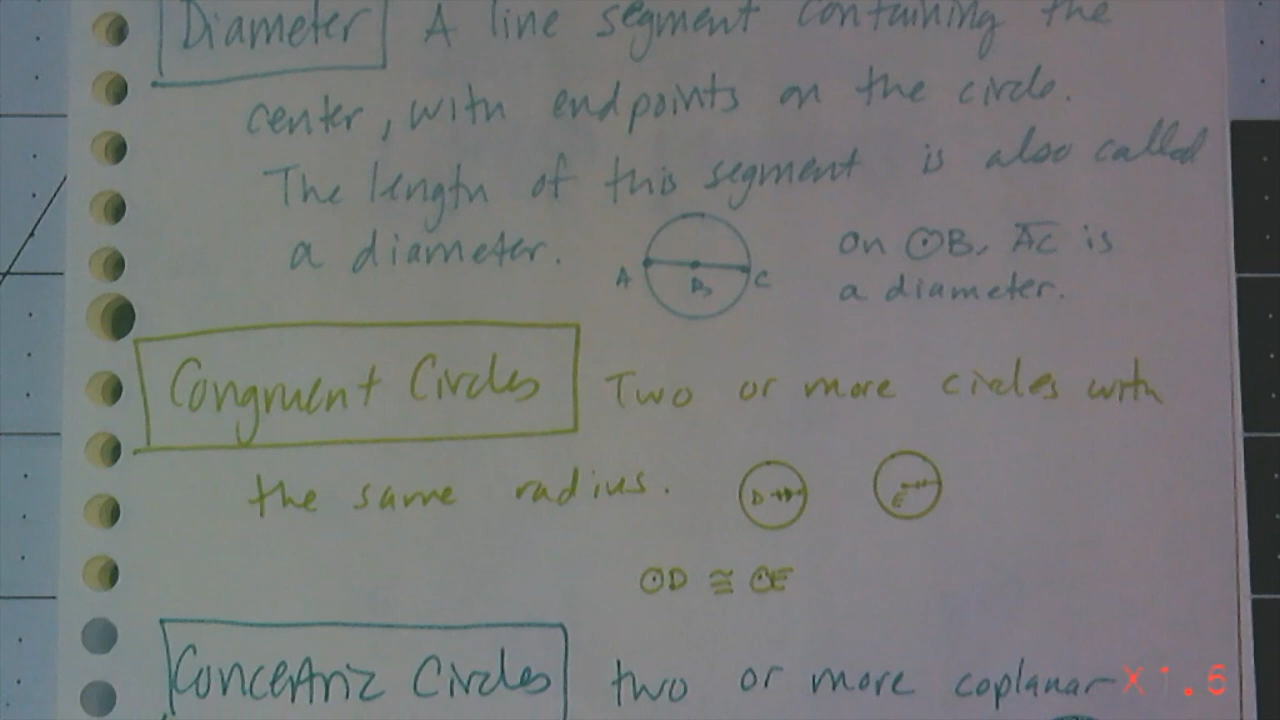 Diameter A line segment containing the
center, with endpoints on the circle.
The length of this segment is also called
a diameter.
A B C
on ⊙B, A̅C̅ is
a diameter.
Congruent Circles Two or more circles with
the same radius.
D E
⊙D ≅ ⊙E
Concentric Circles two or more coplanar
X1.6